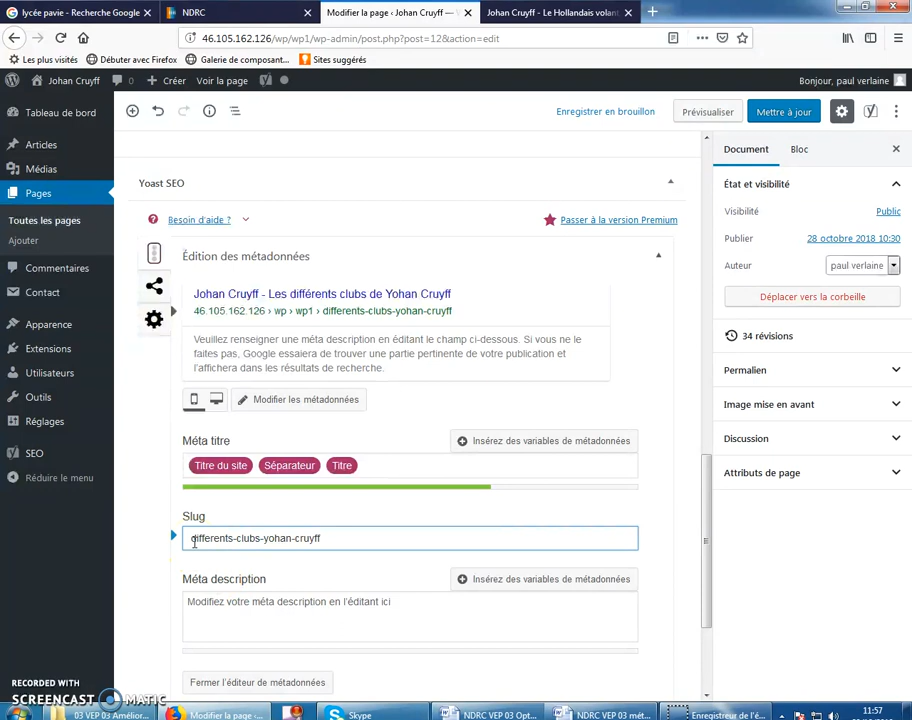 lycée pavie - Recherche Google
NDRC
Modifier la page ‹ Johan Cruyff — W
Johan Cruyff - Le Hollandais volant
46.105.162.126/wp/wp1/wp-admin/post.php?post=12&action=edit
Les plus visités
Débuter avec Firefox
Galerie de composant...
Sites suggérés
Johan Cruyff
0
Créer
Voir la page
Bonjour, paul verlaine
Tableau de bord
Articles
Médias
Pages
Toutes les pages
Ajouter
Commentaires
Contact
Apparence
Extensions
Utilisateurs
Outils
Réglages
SEO
Réduire le menu
Enregistrer en brouillon
Prévisualiser
Mettre à jour
Yoast SEO
Besoin d'aide ?
Passer à la version Premium
Édition des métadonnées
Johan Cruyff - Les différents clubs de Yohan Cruyff
46.105.162.126 › wp › wp1 › differents-clubs-yohan-cruyff
Veuillez renseigner une méta description en éditant le champ ci-dessous. Si vous ne le
faites pas, Google essaiera de trouver une partie pertinente de votre publication et
l'affichera dans les résultats de recherche.
Modifier les métadonnées
Méta titre
Insérez des variables de métadonnées
Titre du site
Séparateur
Titre
Slug
differents-clubs-yohan-cruyff
Méta description
Insérez des variables de métadonnées
Modifiez votre méta description en l'éditant ici
Fermer l'éditeur de métadonnées
Document
Bloc
État et visibilité
Visibilité
Public
Publier
28 octobre 2018 10:30
Auteur
paul verlaine
Déplacer vers la corbeille
34 révisions
Permalien
Image mise en avant
Discussion
Attributs de page
RECORDED WITH
SCREENCAST MATIC
03 VEP 03 Amélior...
Modifier la page ‹...
Skype
NDRC VEP 03 Opt...
NDRC VEP 03 mét...
Enregistreur de l'é...
11:57